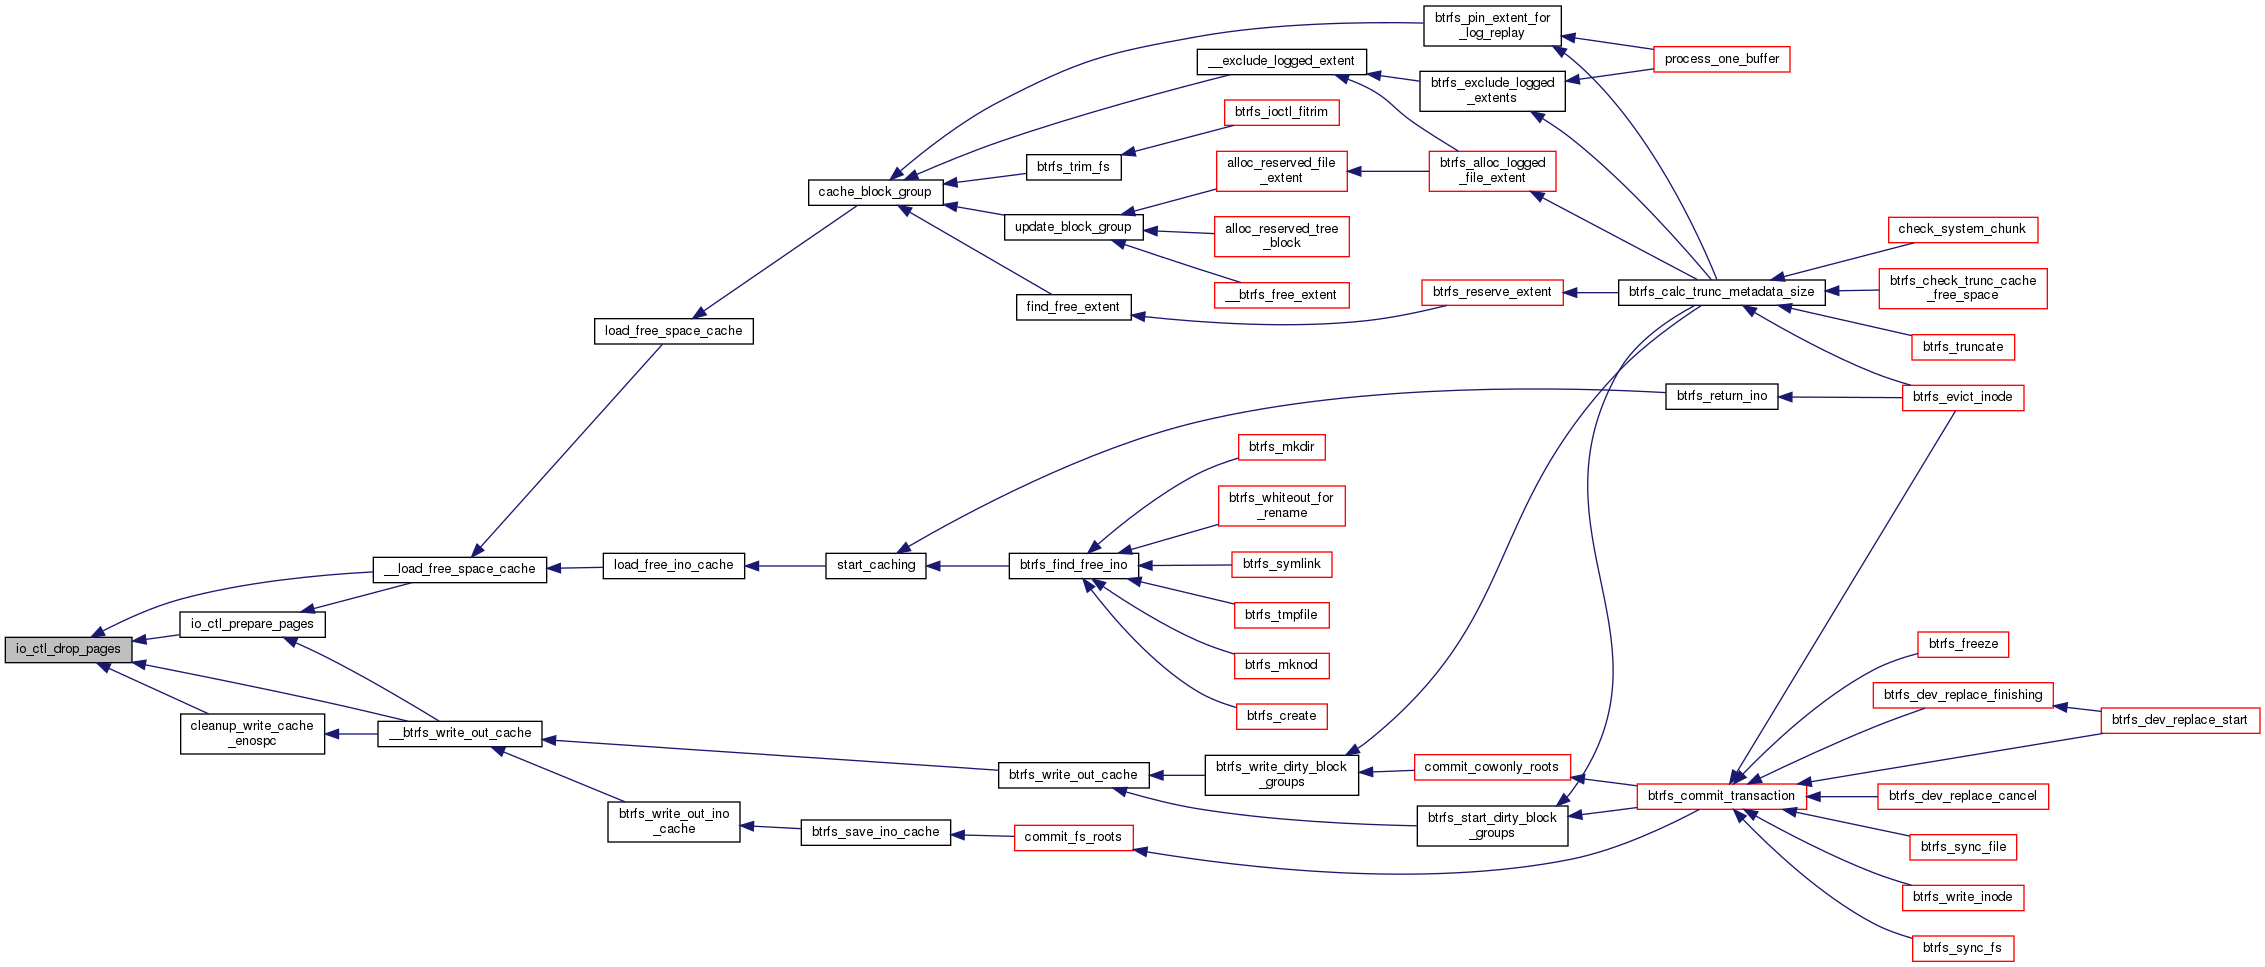 btrfs_pin_extent_for
_log_replay
__exclude_logged_extent
process_one_buffer
btrfs_exclude_logged
_extents
btrfs_ioctl_fitrim
btrfs_trim_fs
alloc_reserved_file
_extent
btrfs_alloc_logged
_file_extent
cache_block_group
update_block_group
alloc_reserved_tree
_block
check_system_chunk
btrfs_check_trunc_cache
_free_space
__btrfs_free_extent
btrfs_reserve_extent
btrfs_calc_trunc_metadata_size
find_free_extent
load_free_space_cache
btrfs_truncate
btrfs_return_ino
btrfs_evict_inode
btrfs_mkdir
btrfs_whiteout_for
_rename
__load_free_space_cache
load_free_ino_cache
start_caching
btrfs_find_free_ino
btrfs_symlink
btrfs_tmpfile
io_ctl_prepare_pages
io_ctl_drop_pages
btrfs_freeze
btrfs_mknod
btrfs_dev_replace_finishing
btrfs_create
btrfs_dev_replace_start
cleanup_write_cache
_enospc
__btrfs_write_out_cache
btrfs_write_out_cache
btrfs_write_dirty_block
_groups
commit_cowonly_roots
btrfs_commit_transaction
btrfs_dev_replace_cancel
btrfs_write_out_ino
_cache
btrfs_save_ino_cache
commit_fs_roots
btrfs_start_dirty_block
_groups
btrfs_sync_file
btrfs_write_inode
btrfs_sync_fs